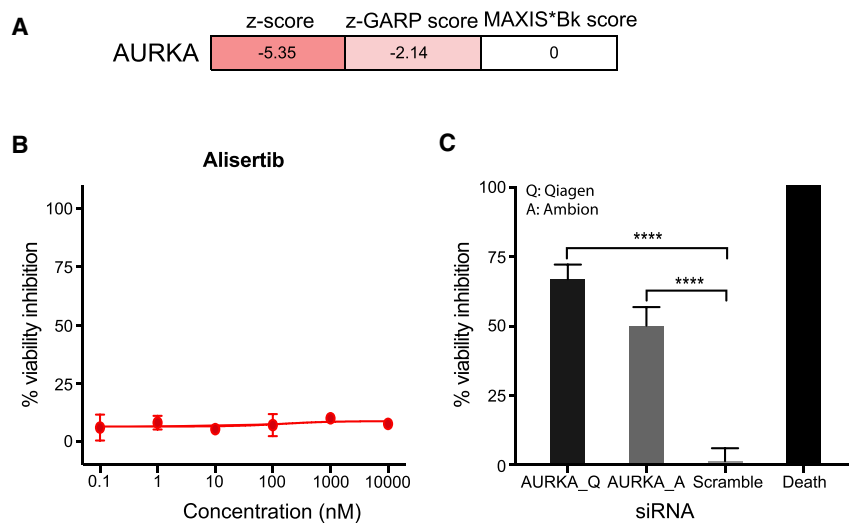 A
z-score z-GARP score MAXIS*Bk score
AURKA -5.35 -2.14 0
B
Alisertib
% viability inhibition
100
75
50
25
0
0.1 1 10 100 1000 10000
Concentration (nM)
C
Q: Qiagen
A: Ambion
****
****
% viability inhibition
100
75
50
25
0
AURKA_Q AURKA_A Scramble Death
siRNA